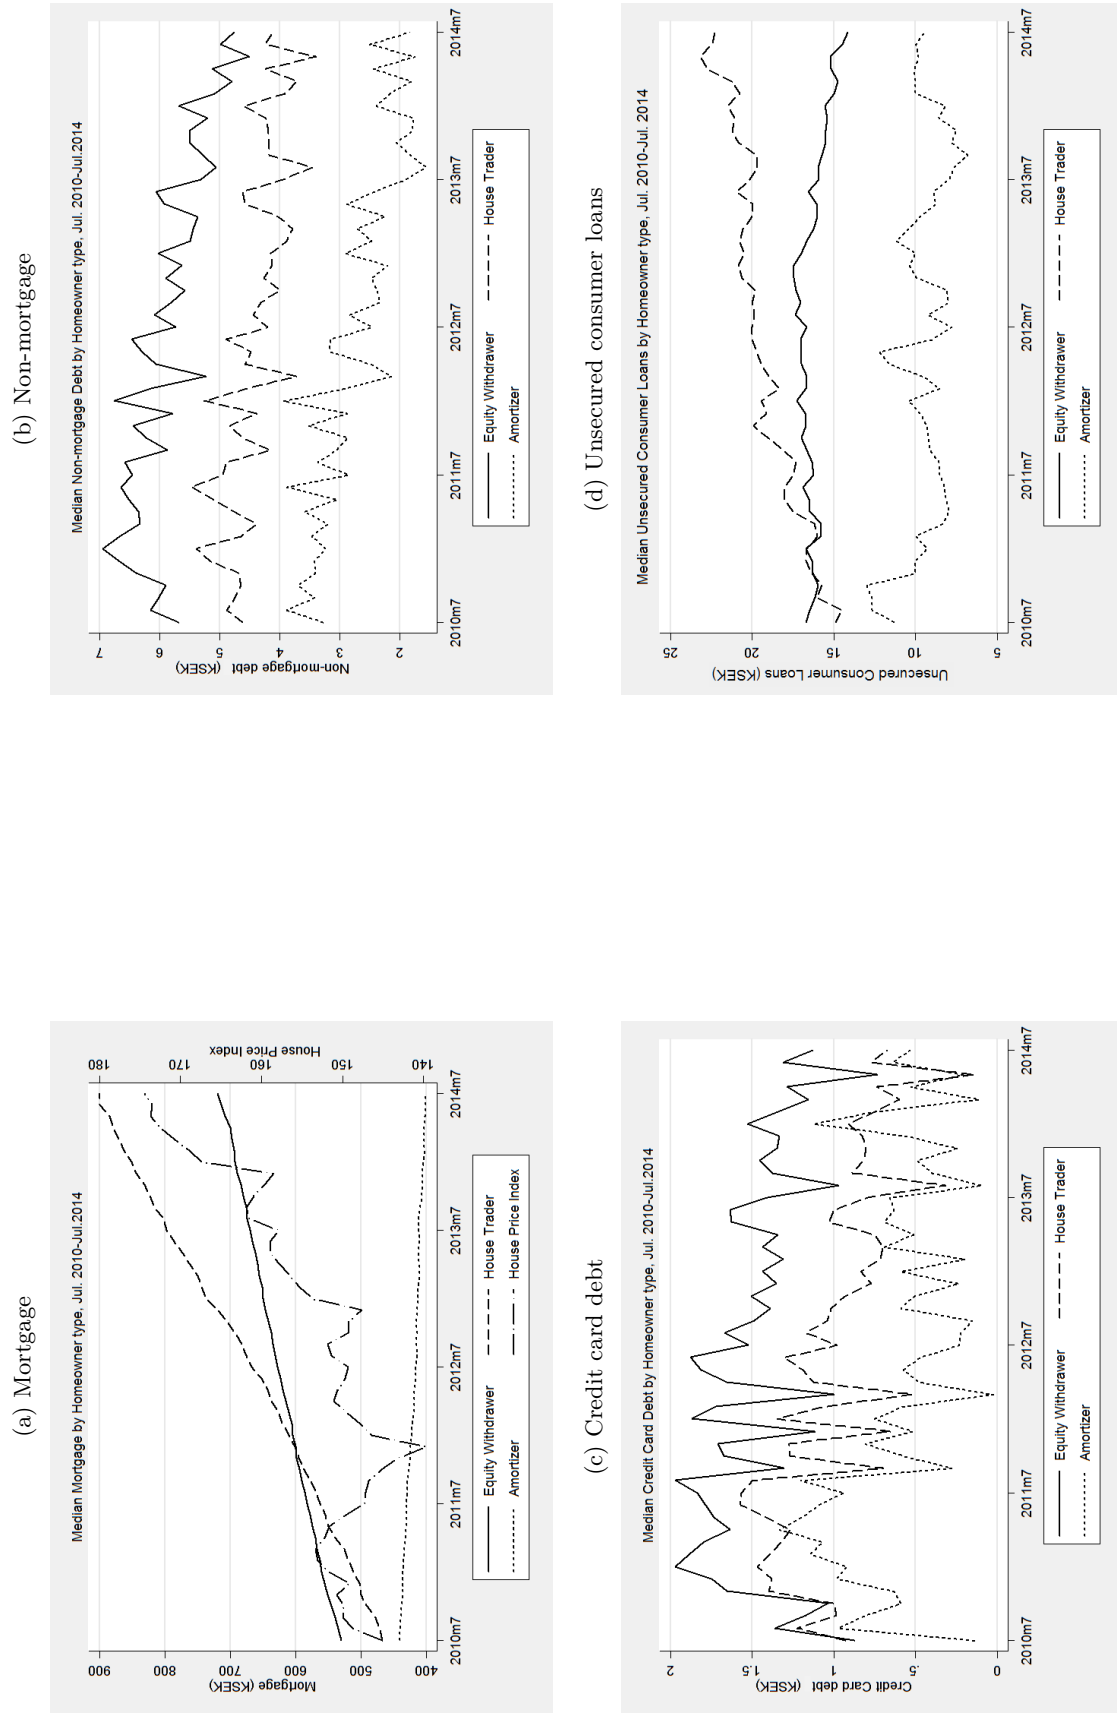 (a) Mortgage
Median Mortgage by Homeowner type, Jul. 2010-Jul.2014
Mortgage (KSEK)
400 500 600 700 800 900
House Price Index
140 150 160 170 180
2010m7 2011m7 2012m7 2013m7 2014m7
Equity Withdrawer House Trader
Amortizer House Price Index
(b) Non-mortgage
Median Non-mortgage Debt by Homeowner type, Jul. 2010-Jul.2014
Non-mortgage debt (KSEK)
2 3 4 5 6 7
2010m7 2011m7 2012m7 2013m7 2014m7
Equity Withdrawer House Trader
Amortizer
(c) Credit card debt
Median Credit Card Debt by Homeowner type, Jul. 2010-Jul.2014
Credit Card debt (KSEK)
0 .5 1 1.5 2
2010m7 2011m7 2012m7 2013m7 2014m7
Equity Withdrawer House Trader
Amortizer
(d) Unsecured consumer loans
Median Unsecured Consumer Loans by Homeowner type, Jul. 2010-Jul. 2014
Unsecured Consumer Loans (KSEK)
5 10 15 20 25
2010m7 2011m7 2012m7 2013m7 2014m7
Equity Withdrawer House Trader
Amortizer